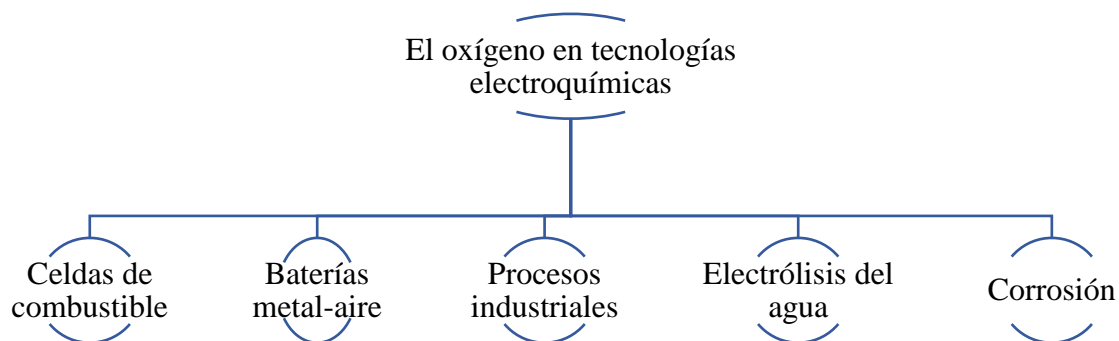 El oxígeno en tecnologías
electroquímicas
Celdas de
combustible
Baterías
metal-aire
Procesos
industriales
Electrólisis del
agua
Corrosión